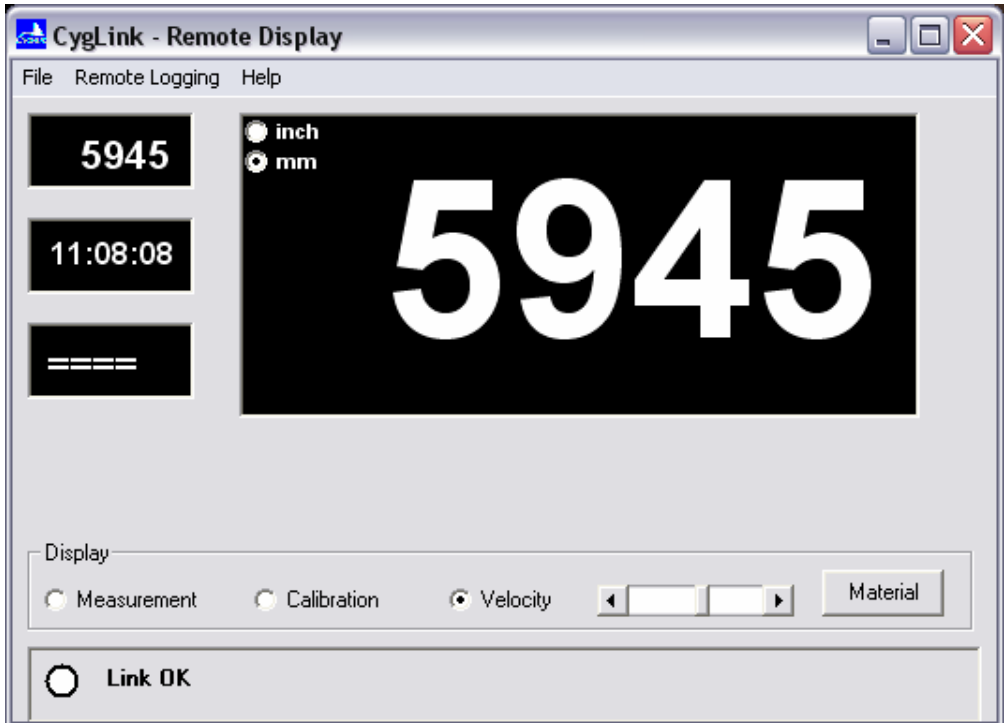 CygLink - Remote Display
File Remote Logging Help
5945
inch
mm
5945
11:08:08
====
Display
Measurement Calibration Velocity Material
Link OK